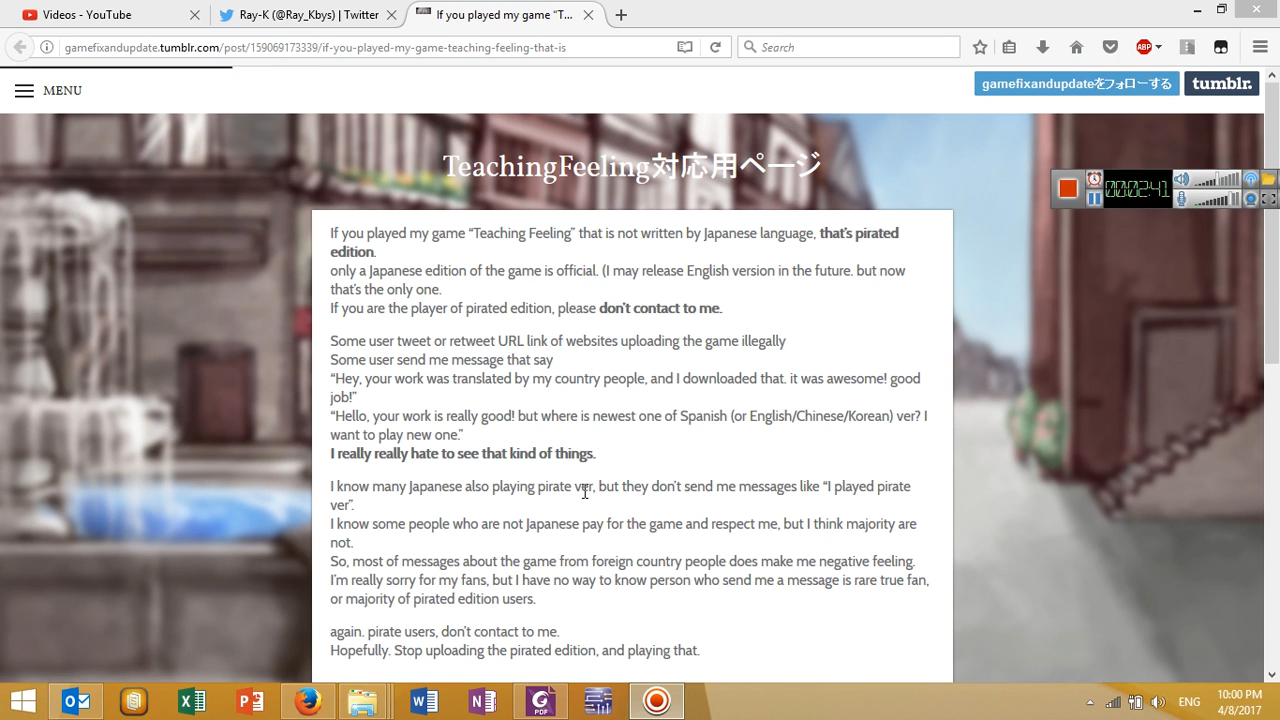 Videos - YouTube
Ray-K (@Ray_Kbys) | Twitter
If you played my game “T...
gamefixandupdate.tumblr.com/post/159069173339/if-you-played-my-game-teaching-feeling-that-is
Search
ABP
MENU
gamefixandupdateをフォローする
tumblr.
TeachingFeeling対応用ページ
000241
If you played my game “Teaching Feeling” that is not written by Japanese language, that’s pirated
edition.
only a Japanese edition of the game is official. (I may release English version in the future. but now
that’s the only one.
If you are the player of pirated edition, please don’t contact to me.
Some user tweet or retweet URL link of websites uploading the game illegally
Some user send me message that say
“Hey, your work was translated by my country people, and I downloaded that. it was awesome! good
job!”
“Hello, your work is really good! but where is newest one of Spanish (or English/Chinese/Korean) ver? I
want to play new one.”
I really really hate to see that kind of things.
I know many Japanese also playing pirate ver, but they don’t send me messages like “I played pirate
ver”.
I know some people who are not Japanese pay for the game and respect me, but I think majority are
not.
So, most of messages about the game from foreign country people does make me negative feeling.
I’m really sorry for my fans, but I have no way to know person who send me a message is rare true fan,
or majority of pirated edition users.
again. pirate users, don’t contact to me.
Hopefully. Stop uploading the pirated edition, and playing that.
PDF
ENG
10:00 PM
4/8/2017